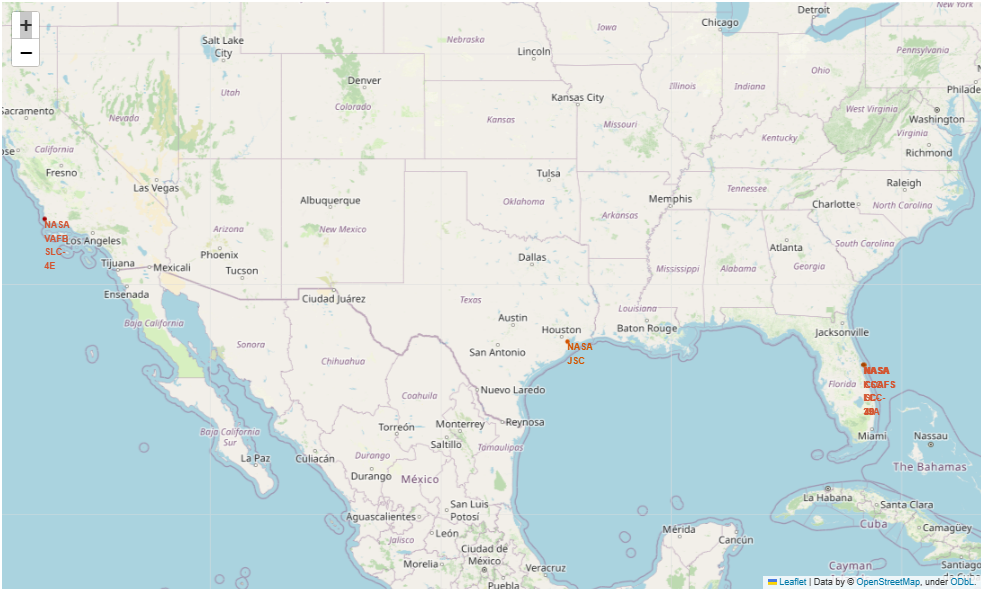 +
−
New York
Detroit
Chicago
Iowa
Salt Lake
City
Nebraska
Lincoln
Pennsylvania
Ohio
Denver
Utah
Illinois
Indiana
Colorado
Kansas City
Sacramento
Nevada
Kansas
Missouri
West Virginia
Washington
Virginia
Kentucky
California
Richmond
Fresno
Tulsa
Las Vegas
Raleigh
Tennessee
Albuquerque
Oklahoma
Memphis
Charlotte
North Carolina
Arkansas
NASA
VAFB
SLC-
4E
Los Angeles
Arizona
New Mexico
Phoenix
Atlanta
South Carolina
Tijuana
Mexicali
Tucson
Dallas
Mississippi
Alabama
Georgia
Ensenada
Ciudad Juárez
Texas
Louisiana
Baja California
Austin
Houston
Baton Rouge
Jacksonville
Sonora
NASA
JSC
San Antonio
Chihuahua
NASA
Florida
Coahuila
Nuevo Laredo
Baja California
Sur
Torreón
Monterrey
Reynosa
Saltillo
Tamaulipas
Miami
Nassau
La Paz
Culiacán
Durango
Durango
México
The Bahamas
La Habana
Santa Clara
Aguascalientes
San Luis
Potosí
Cuba
Camagüey
León
Jalisco
Mérida
Cancún
Ciudad de
México
Morelia
Veracruz
Cayman
Santiago
Puebla
Leaflet | Data by © OpenStreetMap, under ODbL.